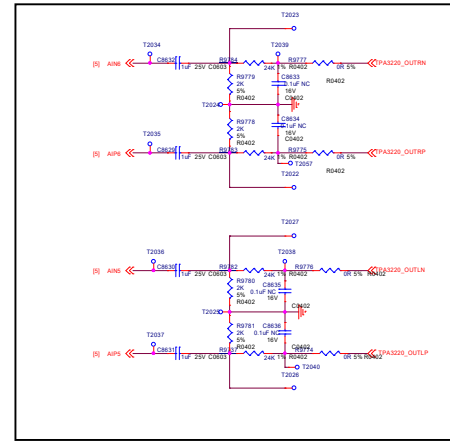 T2023
T2034
T2039
C8632
R9784
R9777
[5] AIN6
1uF 25V C0603
24K 1% R0402
0R 5%
TPA3220_OUTRN
R0402
R9779
2K
5%
R0402
C8633
0.1uF NC
16V
C0402
T2024
R9778
2K
5%
R0402
C8634
0.1uF NC
16V
C0402
T2035
C8629
R9783
R9775
[5] AIP6
1uF 25V C0603
24K 1% R0402
0R 5%
TPA3220_OUTRP
T2057
R0402
T2022
T2027
T2036
T2038
C8630
R9782
R9776
[5] AIN5
1uF 25V C0603
24K 1% R0402
0R 5% R0402
TPA3220_OUTLN
R9780
2K
5%
R0402
C8635
0.1uF NC
16V
C0402
T2025
R9781
2K
5%
R0402
C8636
0.1uF NC
16V
C0402
T2037
C8631
R9737
R9774
[5] AIP5
1uF 25V C0603
24K 1% R0402
0R 5% R0402
TPA3220_OUTLP
T2040
T2026